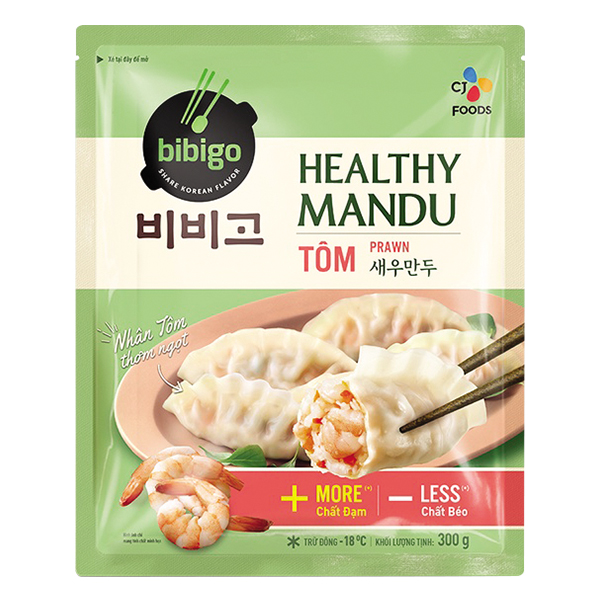 Xé tại đây để mở
CJ
FOODS
bibigo
SHARE KOREAN FLAVOR
비비고
HEALTHY
MANDU
TÔM
PRAWN
새우만두
Nhân Tôm
thơm ngọt
+ MORE(*)
Chất Đạm
− LESS(*)
Chất Béo
TRỮ ĐÔNG -18 ºC | KHỐI LƯỢNG TỊNH: 300 g